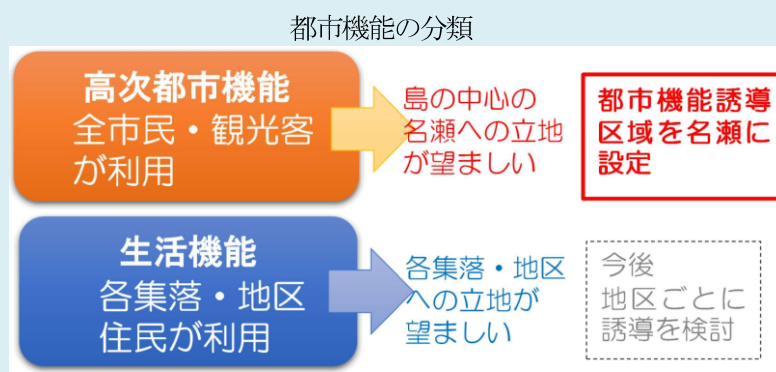 都市機能の分類
高次都市機能
全市民・観光客
が利用
島の中心の
名瀬への立地
が望ましい
都市機能誘導
区域を名瀬に
設定
生活機能
各集落・地区
住民が利用
各集落・地区
への立地が
望ましい
今後
地区ごとに
誘導を検討